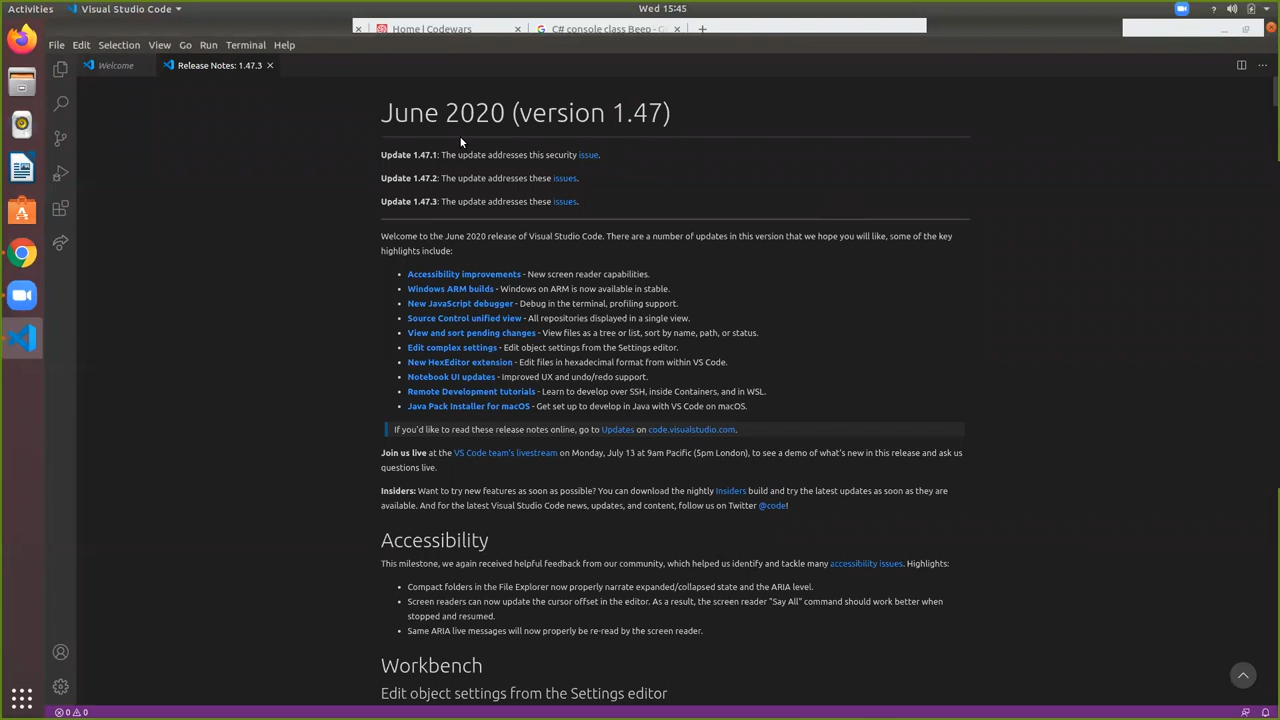 Activities Visual Studio Code Wed 15:45
Home | Codewars C# console class Beep - G
File Edit Selection View Go Run Terminal Help
Welcome Release Notes: 1.47.3
June 2020 (version 1.47)
Update 1.47.1: The update addresses this security issue.
Update 1.47.2: The update addresses these issues.
Update 1.47.3: The update addresses these issues.
Welcome to the June 2020 release of Visual Studio Code. There are a number of updates in this version that we hope you will like, some of the key
highlights include:
• Accessibility improvements - New screen reader capabilities.
• Windows ARM builds - Windows on ARM is now available in stable.
• New JavaScript debugger - Debug in the terminal, profiling support.
• Source Control unified view - All repositories displayed in a single view.
• View and sort pending changes - View files as a tree or list, sort by name, path, or status.
• Edit complex settings - Edit object settings from the Settings editor.
• New HexEditor extension - Edit files in hexadecimal format from within VS Code.
• Notebook UI updates - Improved UX and undo/redo support.
• Remote Development tutorials - Learn to develop over SSH, inside Containers, and in WSL.
• Java Pack Installer for macOS - Get set up to develop in Java with VS Code on macOS.
If you'd like to read these release notes online, go to Updates on code.visualstudio.com.
Join us live at the VS Code team's livestream on Monday, July 13 at 9am Pacific (5pm London), to see a demo of what's new in this release and ask us
questions live.
Insiders: Want to try new features as soon as possible? You can download the nightly Insiders build and try the latest updates as soon as they are
available. And for the latest Visual Studio Code news, updates, and content, follow us on Twitter @code!
Accessibility
This milestone, we again received helpful feedback from our community, which helped us identify and tackle many accessibility issues. Highlights:
• Compact folders in the File Explorer now properly narrate expanded/collapsed state and the ARIA level.
• Screen readers can now update the cursor offset in the editor. As a result, the screen reader "Say All" command should work better when
stopped and resumed.
• Same ARIA live messages will now properly be re-read by the screen reader.
Workbench
Edit object settings from the Settings editor
0 0